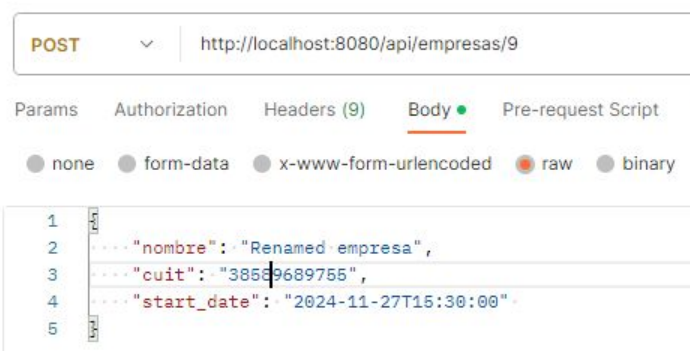 POST http://localhost:8080/api/empresas/9
Params Authorization Headers (9) Body Pre-request Script
none form-data x-www-form-urlencoded raw binary
1 {
2 "nombre": "Renamed empresa",
3 "cuit": "38589689755",
4 "start_date": "2024-11-27T15:30:00"
5 }